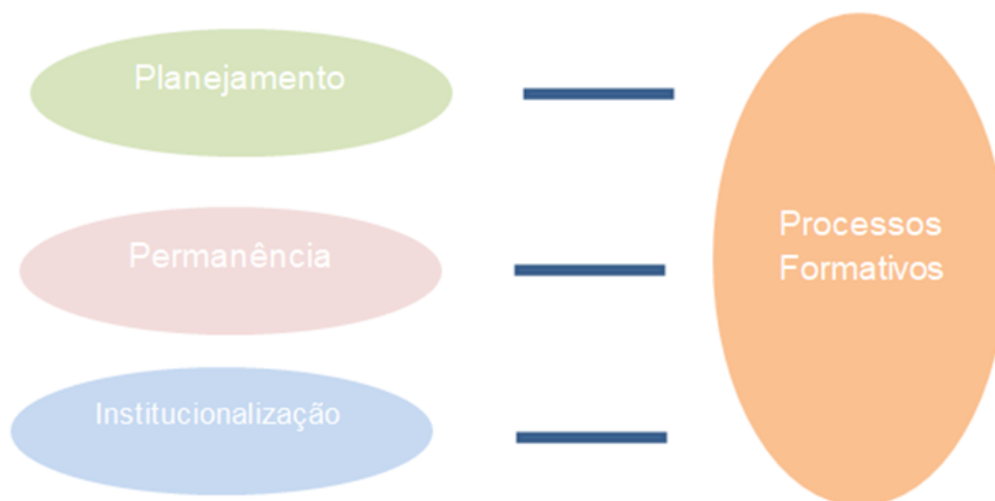 Planejamento
Permanência
Institucionalização
Processos
Formativos